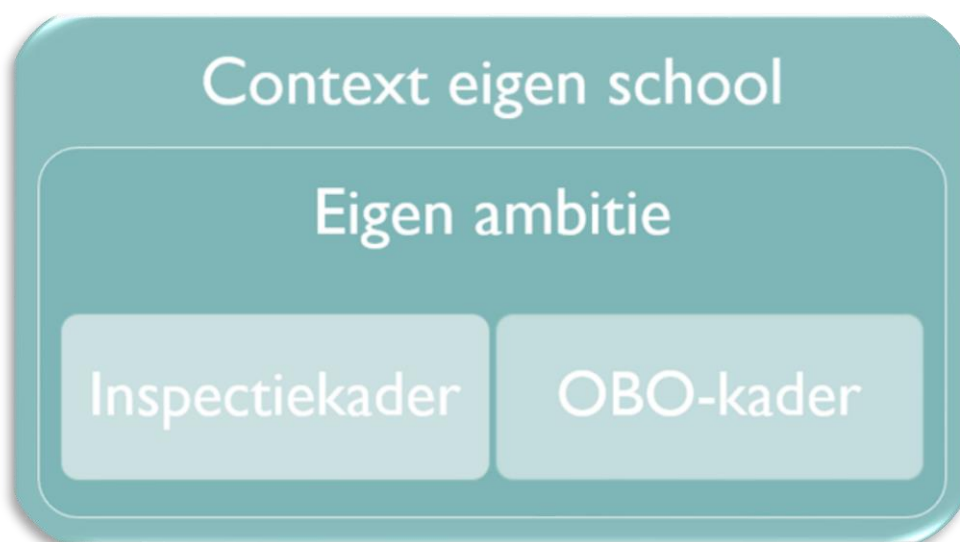 Context eigen school
Eigen ambitie
Inspectiekader
OBO-kader